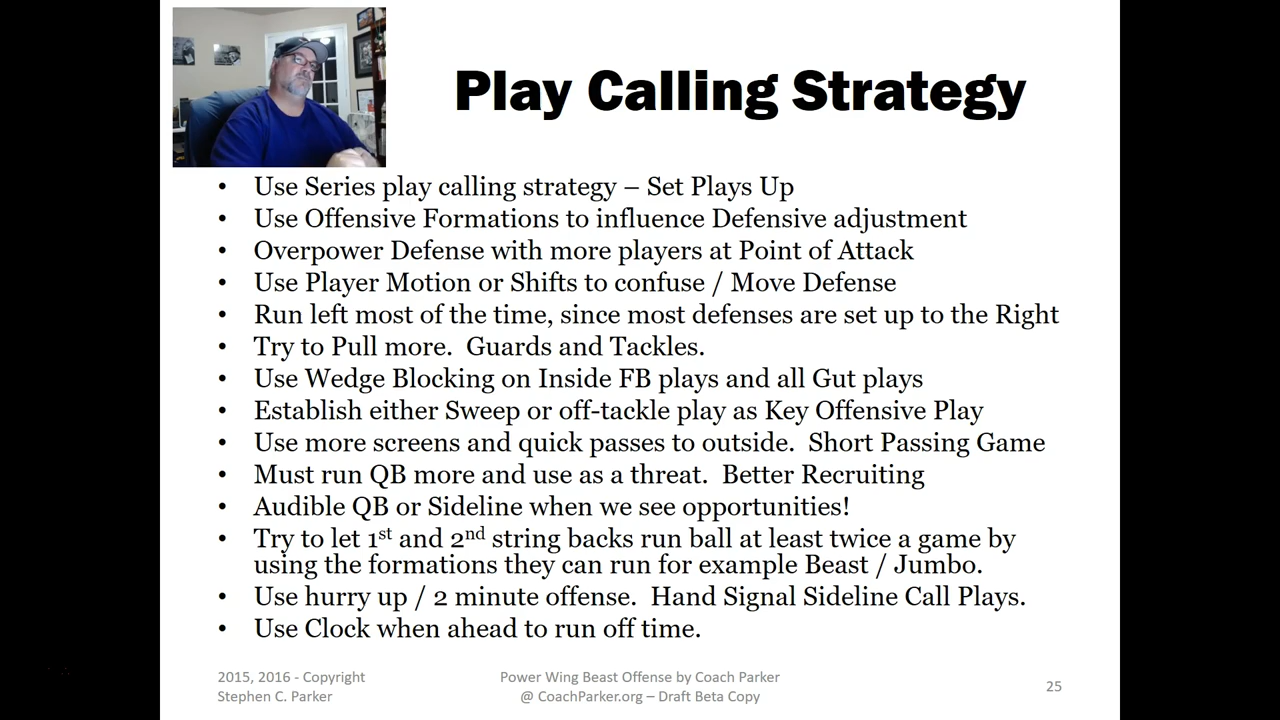 Play Calling Strategy
• Use Series play calling strategy – Set Plays Up
• Use Offensive Formations to influence Defensive adjustment
• Overpower Defense with more players at Point of Attack
• Use Player Motion or Shifts to confuse / Move Defense
• Run left most of the time, since most defenses are set up to the Right
• Try to Pull more.  Guards and Tackles.
• Use Wedge Blocking on Inside FB plays and all Gut plays
• Establish either Sweep or off-tackle play as Key Offensive Play
• Use more screens and quick passes to outside.  Short Passing Game
• Must run QB more and use as a threat.  Better Recruiting
• Audible QB or Sideline when we see opportunities!
• Try to let 1st and 2nd string backs run ball at least twice a game by
using the formations they can run for example Beast / Jumbo.
• Use hurry up / 2 minute offense.  Hand Signal Sideline Call Plays.
• Use Clock when ahead to run off time.
2015, 2016 - Copyright
Stephen C. Parker
Power Wing Beast Offense by Coach Parker
@ CoachParker.org – Draft Beta Copy
25